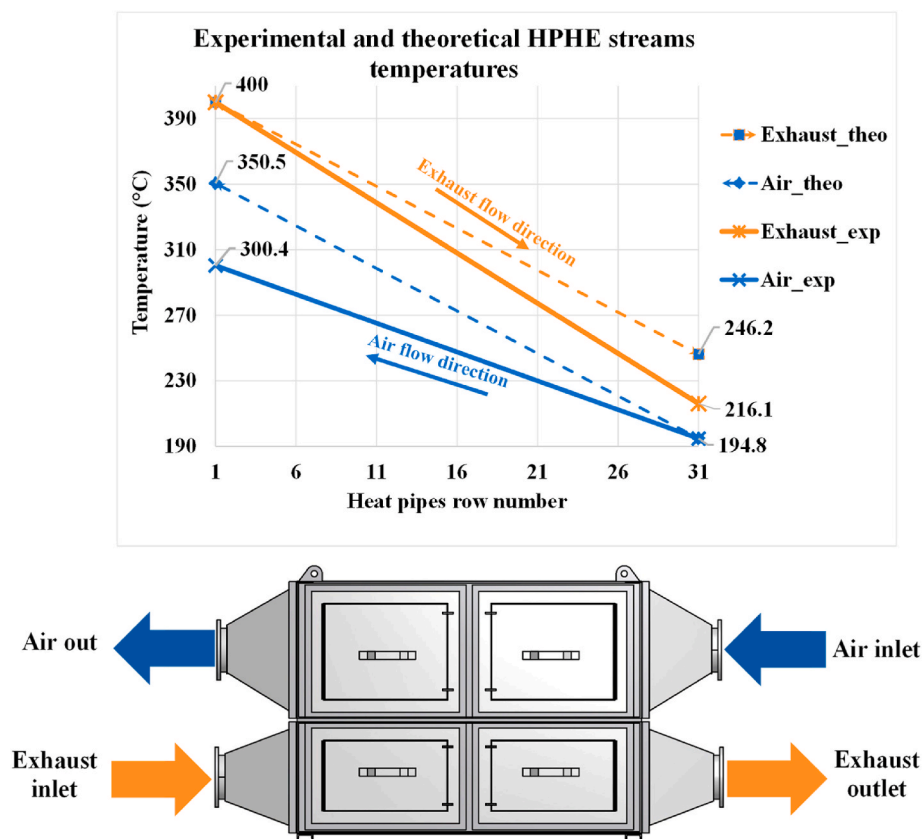 Experimental and theoretical HPHE streams
temperatures
400
390
350.5
350
300.4
310
270
246.2
230
216.1
190
194.8
1 6 11 16 21 26 31
Temperature (°C)
Heat pipes row number
Exhaust flow direction
Air flow direction
Exhaust_theo
Air_theo
Exhaust_exp
Air_exp
Air out
Air inlet
Exhaust
inlet
Exhaust
outlet